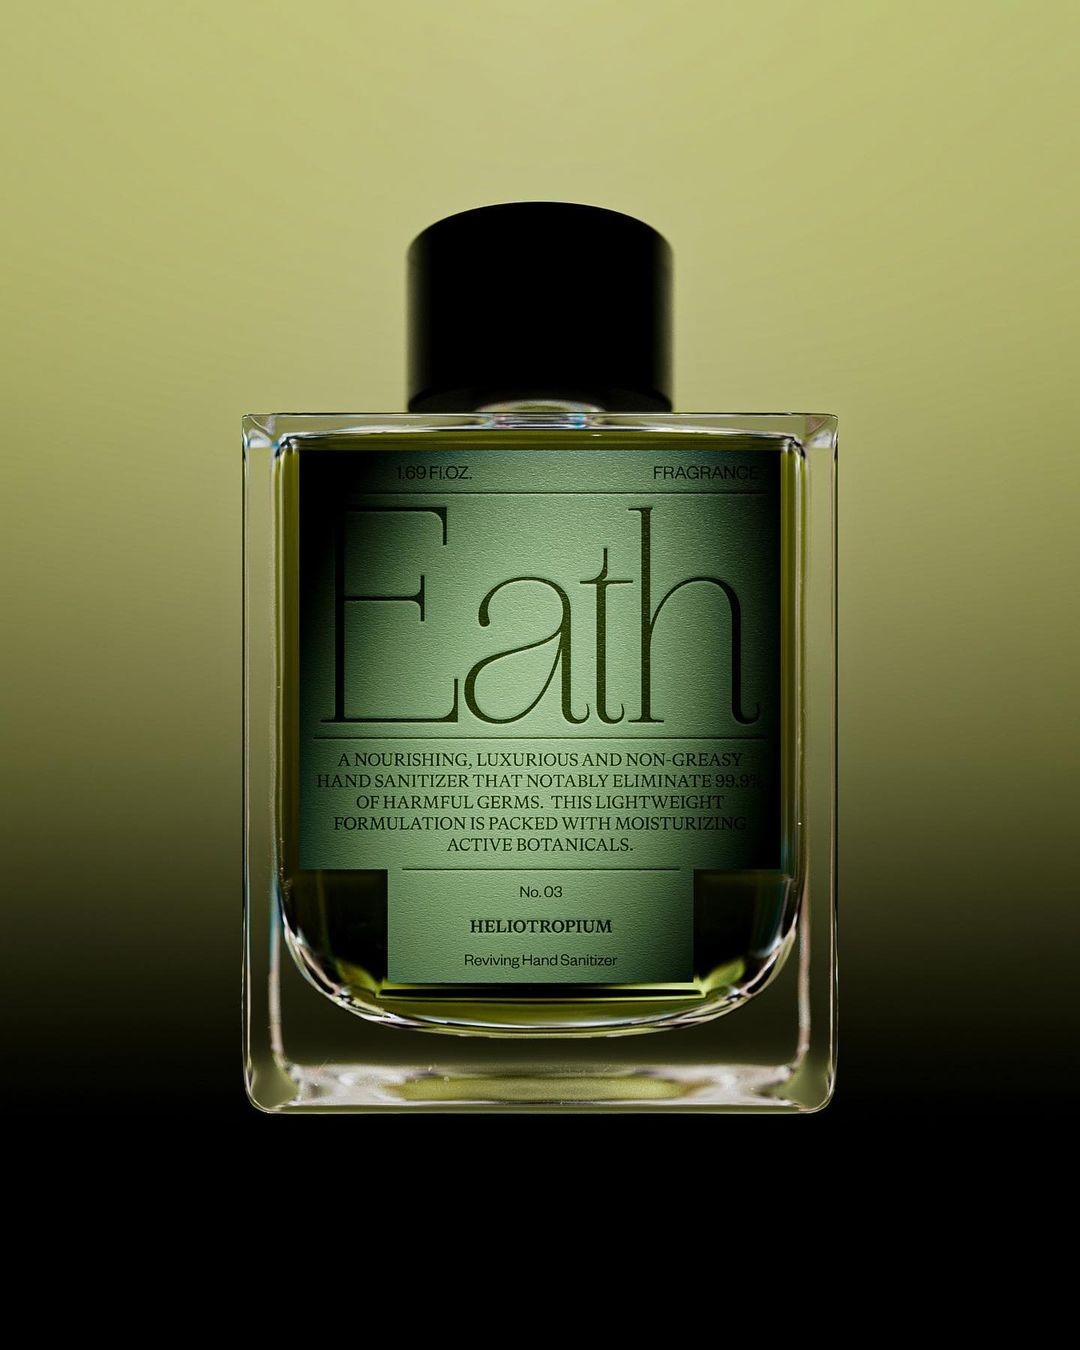 1.69 Fl.OZ. FRAGRANCE
Eath
A NOURISHING, LUXURIOUS AND NON-GREASY
HAND SANITIZER THAT NOTABLY ELIMINATE 99.9%
OF HARMFUL GERMS. THIS LIGHTWEIGHT
FORMULATION IS PACKED WITH MOISTURIZING
ACTIVE BOTANICALS.
No. 03
HELIOTROPIUM
Reviving Hand Sanitizer